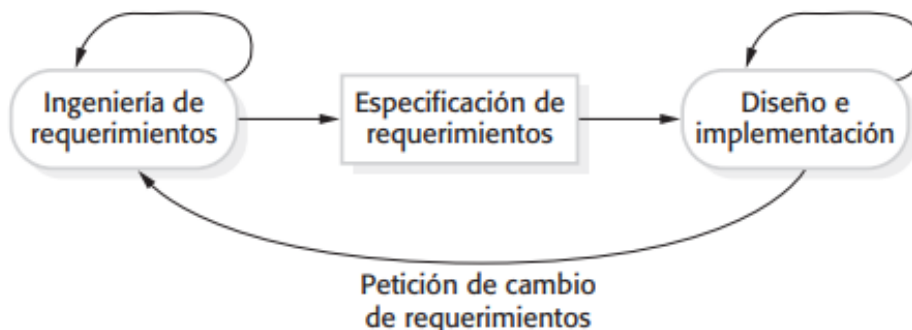 Ingeniería de
requerimientos
Especificación de
requerimientos
Diseño e
implementación
Petición de cambio
de requerimientos